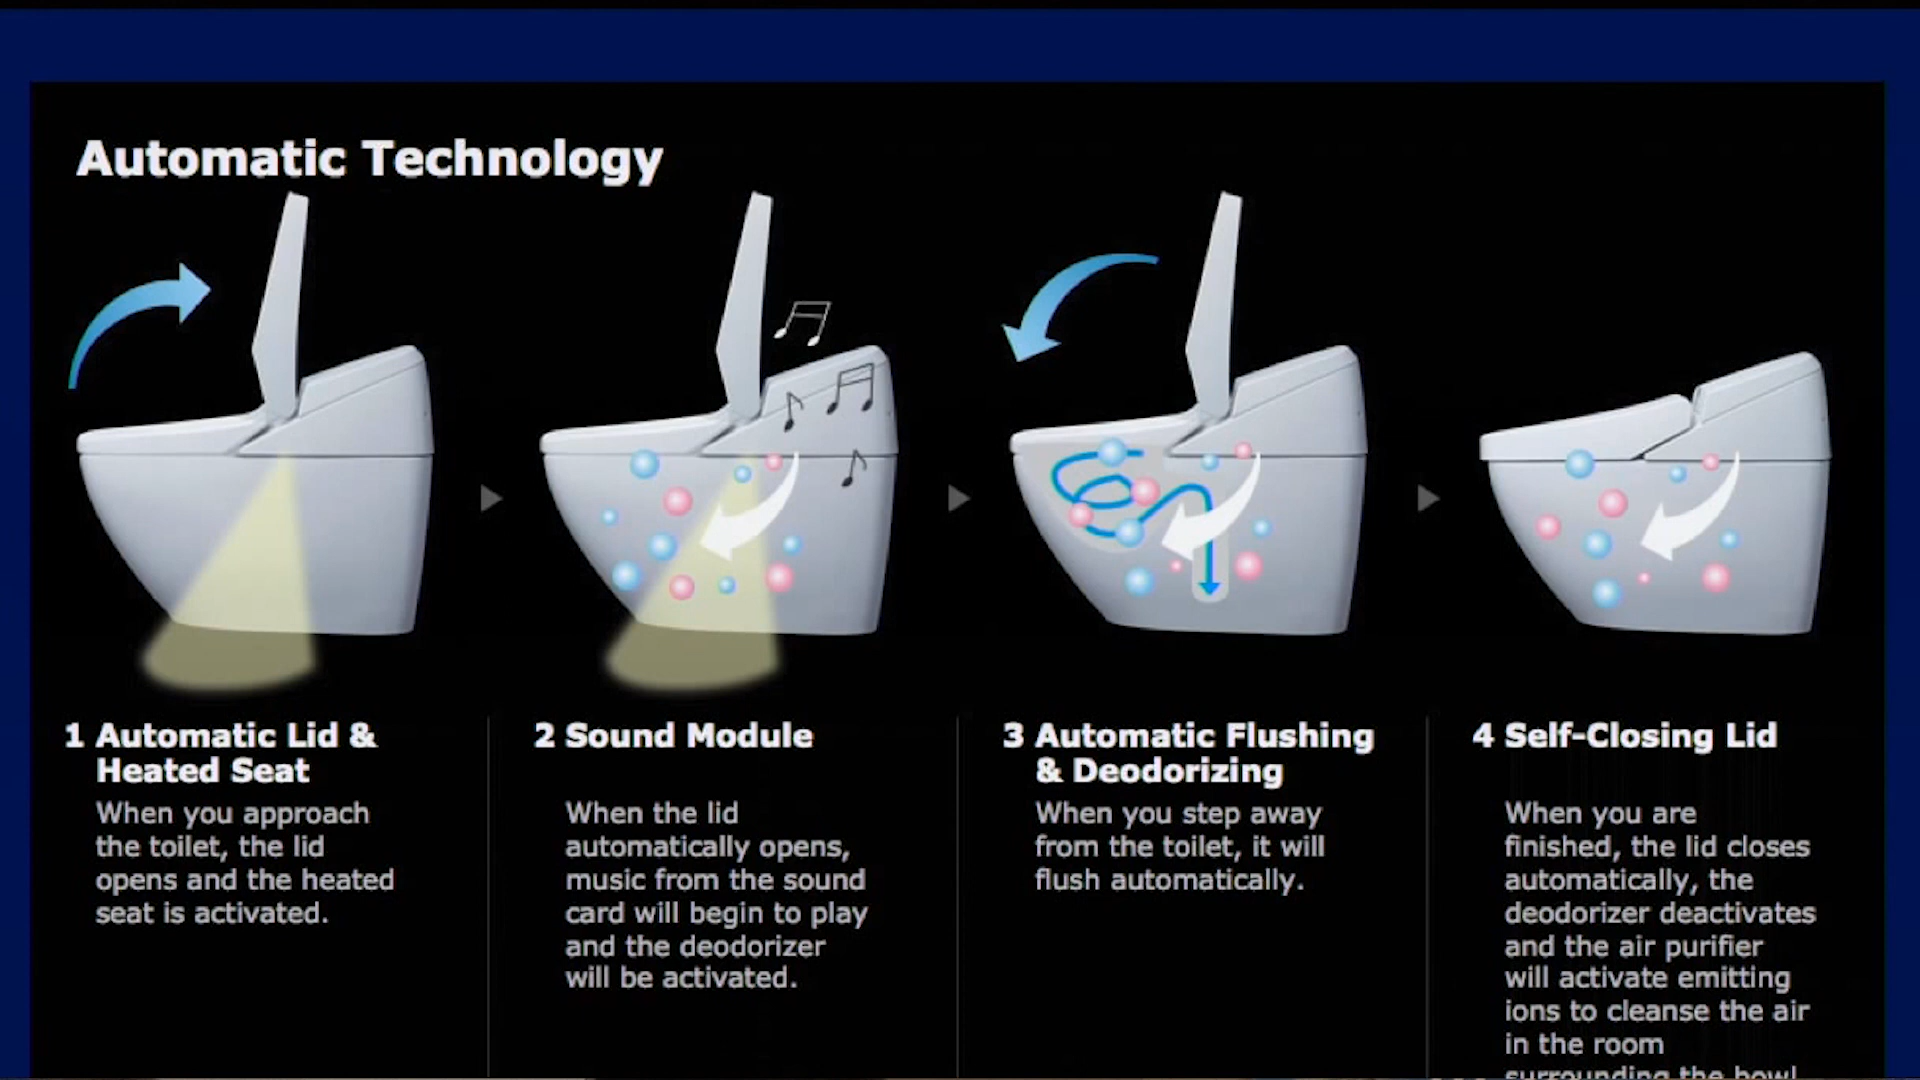 Automatic Technology
1 Automatic Lid &
Heated Seat
When you approach
the toilet, the lid
opens and the heated
seat is activated.
2 Sound Module
When the lid
automatically opens,
music from the sound
card will begin to play
and the deodorizer
will be activated.
3 Automatic Flushing
& Deodorizing
When you step away
from the toilet, it will
flush automatically.
4 Self-Closing Lid
When you are
finished, the lid closes
automatically, the
deodorizer deactivates
and the air purifier
will activate emitting
ions to cleanse the air
in the room
surrounding the bowl